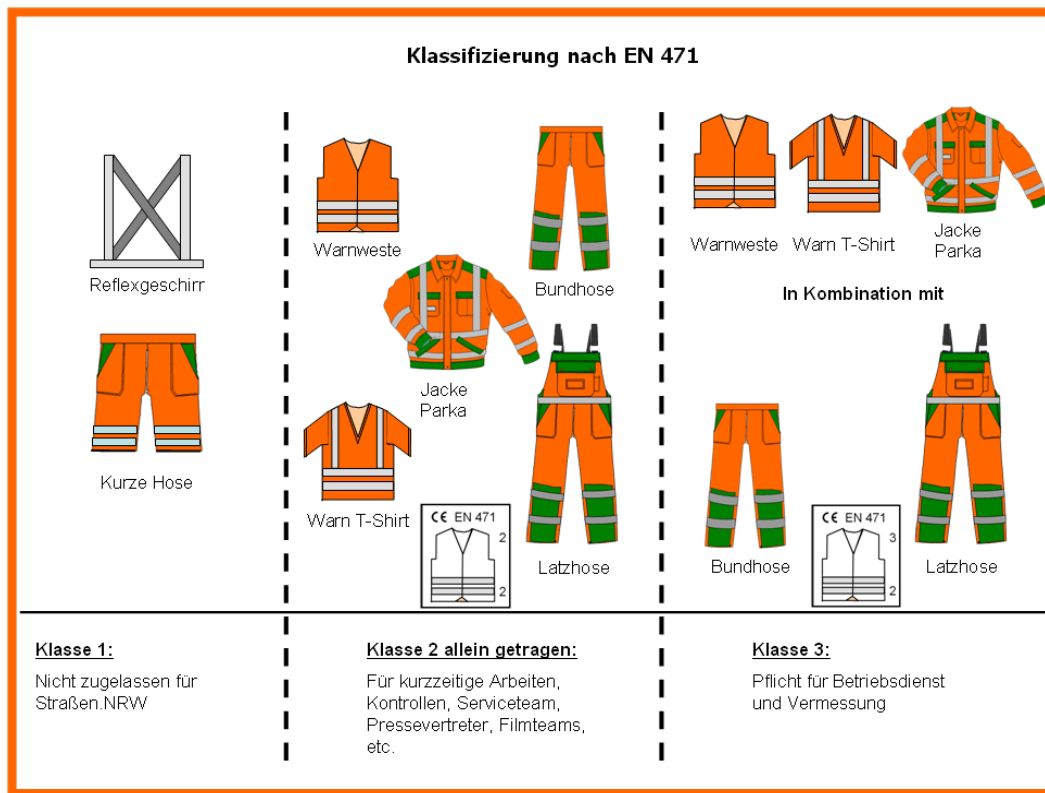 Klassifizierung nach EN 471
Reflexgeschirr
Kurze Hose
Warnweste
Bundhose
Jacke
Parka
Warn T-Shirt
CE EN 471
2
2
Latzhose
Warnweste
Warn T-Shirt
Jacke
Parka
In Kombination mit
Bundhose
CE EN 471
3
2
Latzhose
Klasse 1:
Nicht zugelassen für
Straßen.NRW
Klasse 2 allein getragen:
Für kurzzeitige Arbeiten,
Kontrollen, Serviceteam,
Pressevertreter, Filmteams,
etc.
Klasse 3:
Pflicht für Betriebsdienst
und Vermessung